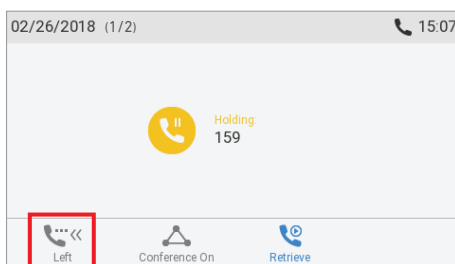 02/26/2018 (1/2) 15:07
Holding:
159
Left Conference On Retrieve